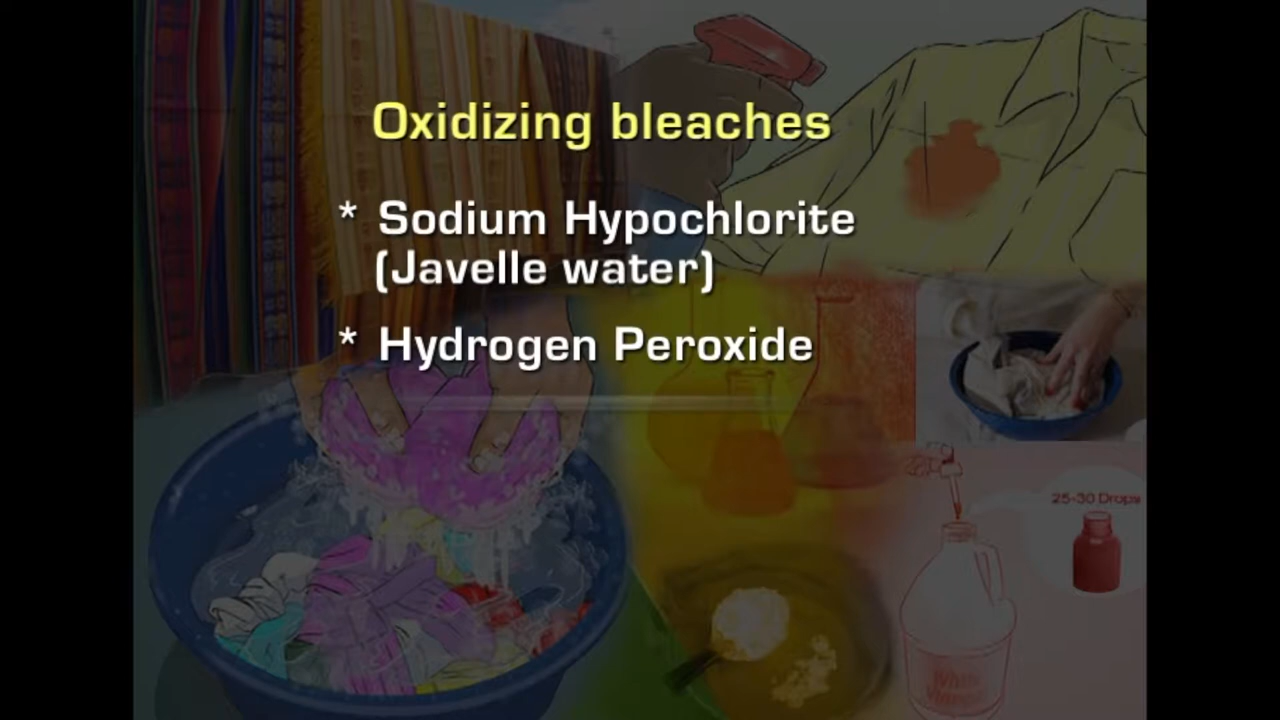 Oxidizing bleaches
* Sodium Hypochlorite
(Javelle water)
* Hydrogen Peroxide
25-30 Drops